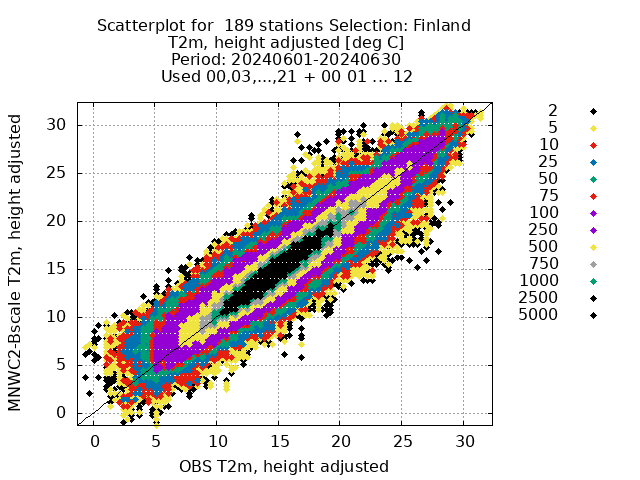 Scatterplot for  189 stations Selection: Finland
T2m, height adjusted [deg C]
Period: 20240601-20240630
Used 00,03,...,21 + 00 01 ... 12
MNWC2-Bscale T2m, height adjusted
30
25
20
15
10
5
0
0 5 10 15 20 25 30
OBS T2m, height adjusted
2
5
10
25
50
75
100
250
500
750
1000
2500
5000